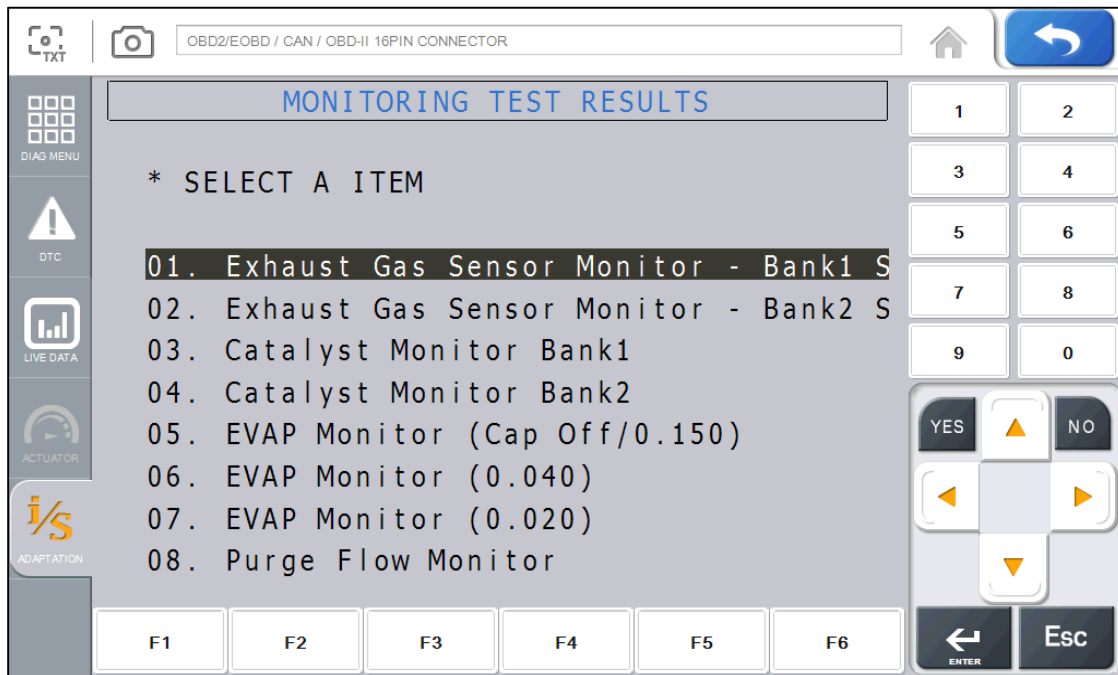 TXT
OBD2/EOBD / CAN / OBD-II 16PIN CONNECTOR
DIAG MENU
DTC
LIVE DATA
ACTUATOR
i/S
ADAPTATION
MONITORING TEST RESULTS
* SELECT A ITEM
01. Exhaust Gas Sensor Monitor - Bank1 S
02. Exhaust Gas Sensor Monitor - Bank2 S
03. Catalyst Monitor Bank1
04. Catalyst Monitor Bank2
05. EVAP Monitor (Cap Off/0.150)
06. EVAP Monitor (0.040)
07. EVAP Monitor (0.020)
08. Purge Flow Monitor
F1 F2 F3 F4 F5 F6
1 2
3 4
5 6
7 8
9 0
YES NO
ENTER Esc